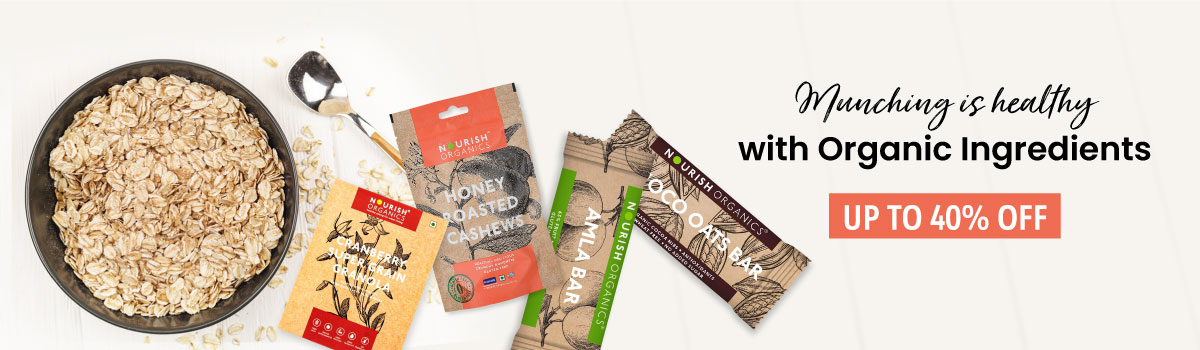 Munching is healthy
with Organic Ingredients
UP TO 40% OFF
NOURISH
ORGANICS
CRANBERRY
SUPER GRAIN
GRANOLA
NOURISH
ORGANICS
HONEY
ROASTED
CASHEWS
AMLA BAR
NOURISH ORGANICS
NOURISH ORGANICS
OCO OATS BAR